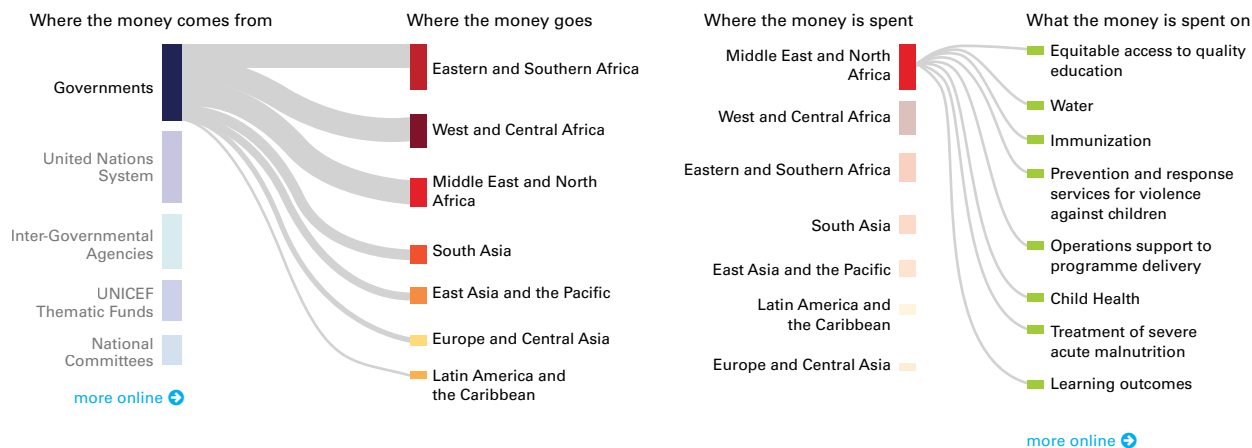 Where the money comes from
Governments
United Nations
System
Inter-Governmental
Agencies
UNICEF
Thematic Funds
National
Committees
more online
Where the money goes
Eastern and Southern Africa
West and Central Africa
Middle East and North
Africa
South Asia
East Asia and the Pacific
Europe and Central Asia
Latin America and
the Caribbean
Where the money is spent
Middle East and North
Africa
West and Central Africa
Eastern and Southern Africa
South Asia
East Asia and the Pacific
Latin America and
the Caribbean
Europe and Central Asia
What the money is spent on
Equitable access to quality
education
Water
Immunization
Prevention and response
services for violence
against children
Operations support to
programme delivery
Child Health
Treatment of severe
acute malnutrition
Learning outcomes
more online